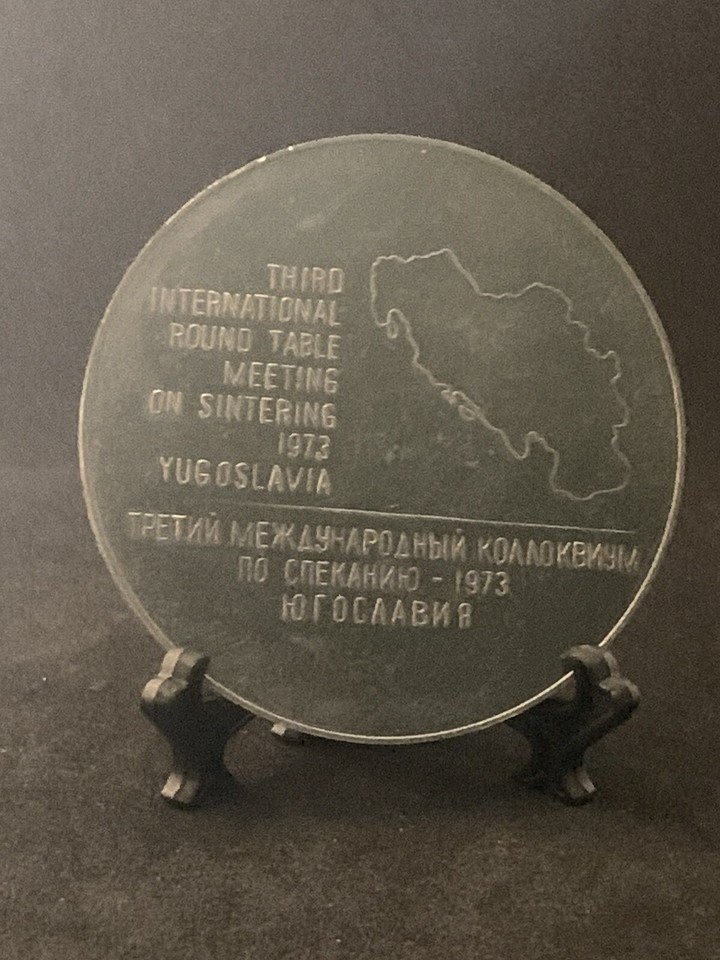 THIRD
INTERNATIONAL
ROUND TABLE
MEETING
ON SINTERING
1973
YUGOSLAVIA
ТРЕТИЙ МЕЖДУНАРОДНЫЙ КОЛЛОКВИУМ
ПО СПЕКАНИЮ - 1973
ЮГОСЛАВИЯ